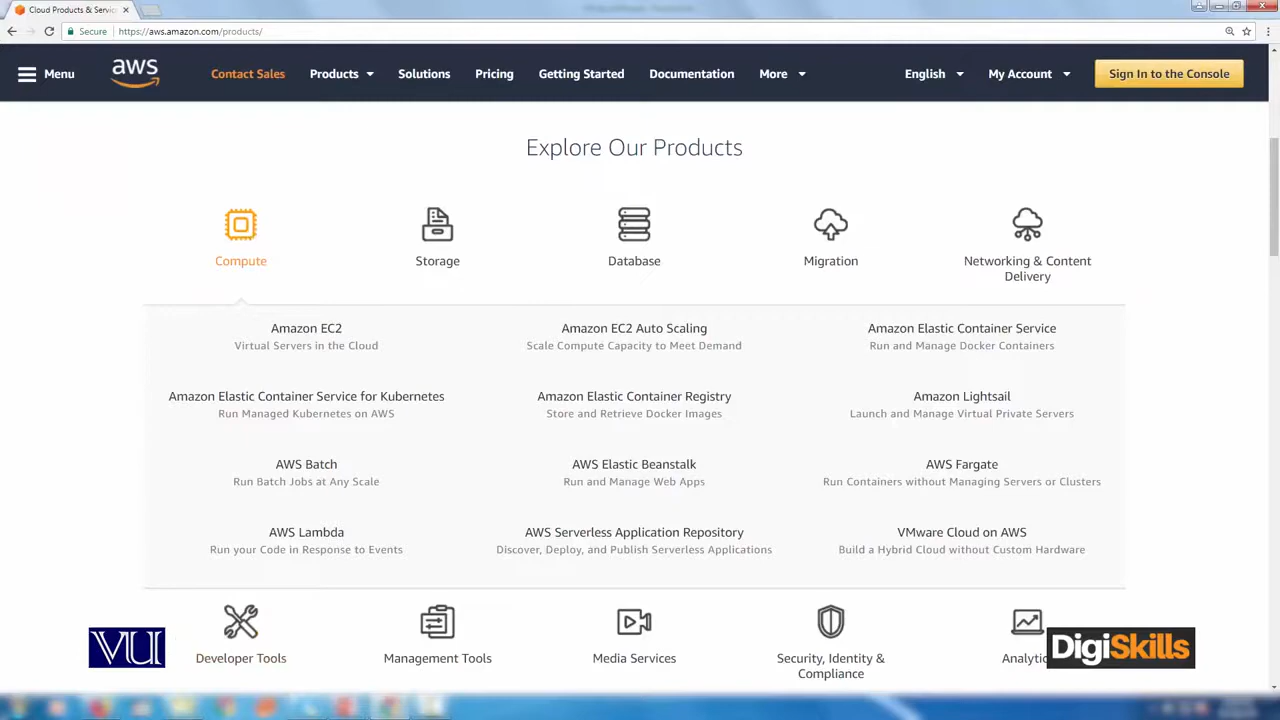 Cloud Products & Servic
Secure https://aws.amazon.com/products/
Menu aws Contact Sales Products Solutions Pricing Getting Started Documentation More English My Account Sign In to the Console
Explore Our Products
Compute Storage Database Migration Networking & Content
Delivery
Amazon EC2 Amazon EC2 Auto Scaling Amazon Elastic Container Service
Virtual Servers in the Cloud Scale Compute Capacity to Meet Demand Run and Manage Docker Containers
Amazon Elastic Container Service for Kubernetes Amazon Elastic Container Registry Amazon Lightsail
Run Managed Kubernetes on AWS Store and Retrieve Docker Images Launch and Manage Virtual Private Servers
AWS Batch AWS Elastic Beanstalk AWS Fargate
Run Batch Jobs at Any Scale Run and Manage Web Apps Run Containers without Managing Servers or Clusters
AWS Lambda AWS Serverless Application Repository VMware Cloud on AWS
Run your Code in Response to Events Discover, Deploy, and Publish Serverless Applications Build a Hybrid Cloud without Custom Hardware
VU Developer Tools Management Tools Media Services Security, Identity & Analytic DigiSkills
Compliance